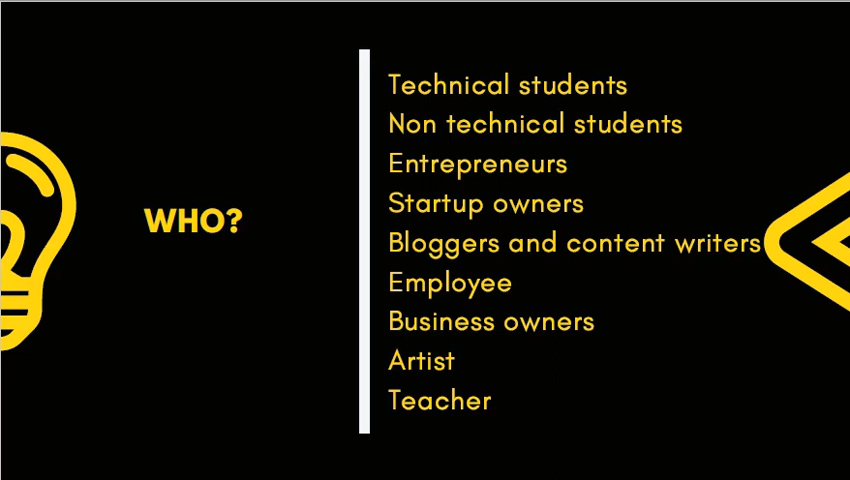 WHO?
Technical students
Non technical students
Entrepreneurs
Startup owners
Bloggers and content writers
Employee
Business owners
Artist
Teacher